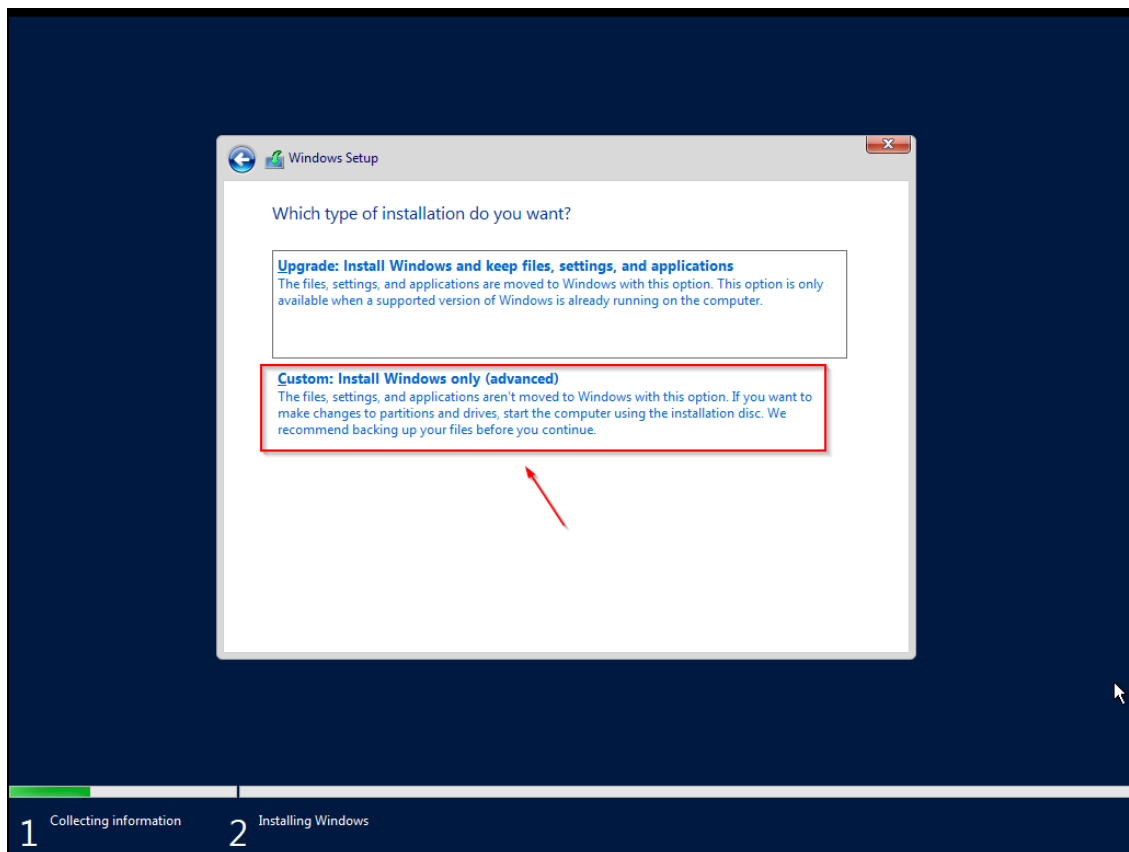 Windows Setup
Which type of installation do you want?
Upgrade: Install Windows and keep files, settings, and applications
The files, settings, and applications are moved to Windows with this option. This option is only
available when a supported version of Windows is already running on the computer.
Custom: Install Windows only (advanced)
The files, settings, and applications aren't moved to Windows with this option. If you want to
make changes to partitions and drives, start the computer using the installation disc. We
recommend backing up your files before you continue.
1 Collecting information
2 Installing Windows